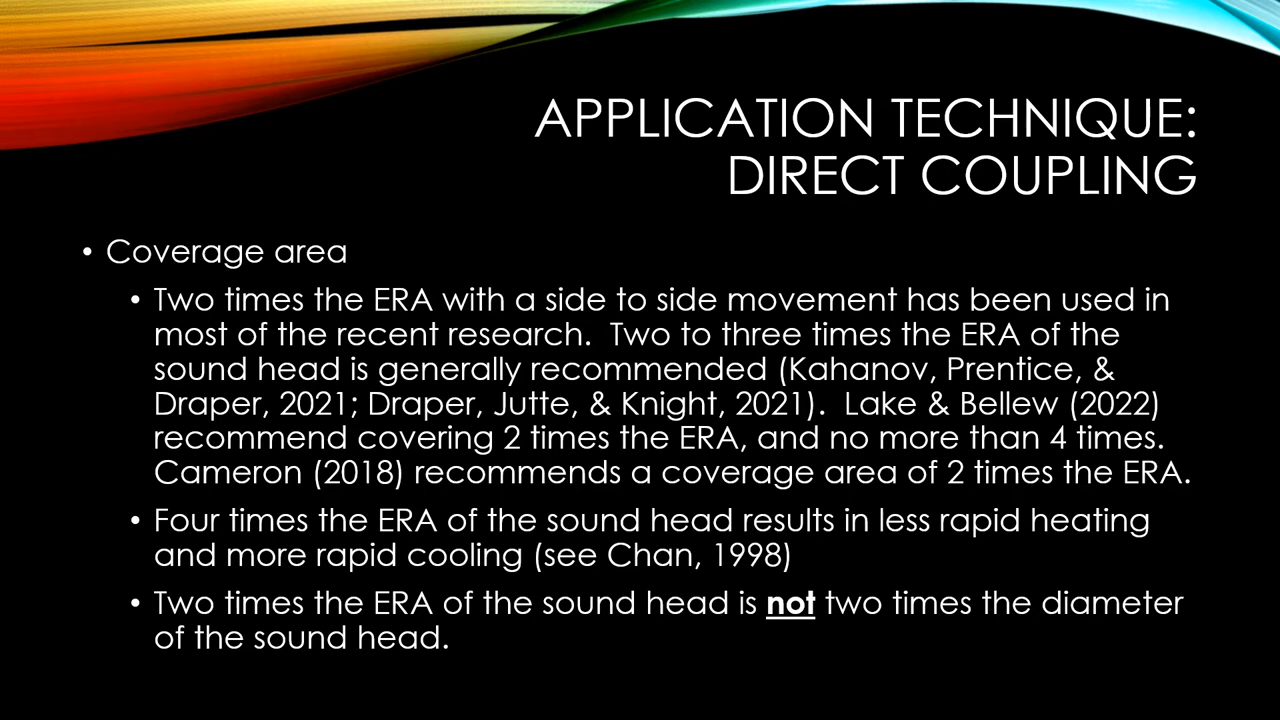 APPLICATION TECHNIQUE:
DIRECT COUPLING
• Coverage area
• Two times the ERA with a side to side movement has been used in
most of the recent research.  Two to three times the ERA of the
sound head is generally recommended (Kahanov, Prentice, &
Draper, 2021; Draper, Jutte, & Knight, 2021).  Lake & Bellew (2022)
recommend covering 2 times the ERA, and no more than 4 times.
Cameron (2018) recommends a coverage area of 2 times the ERA.
• Four times the ERA of the sound head results in less rapid heating
and more rapid cooling (see Chan, 1998)
• Two times the ERA of the sound head is not two times the diameter
of the sound head.